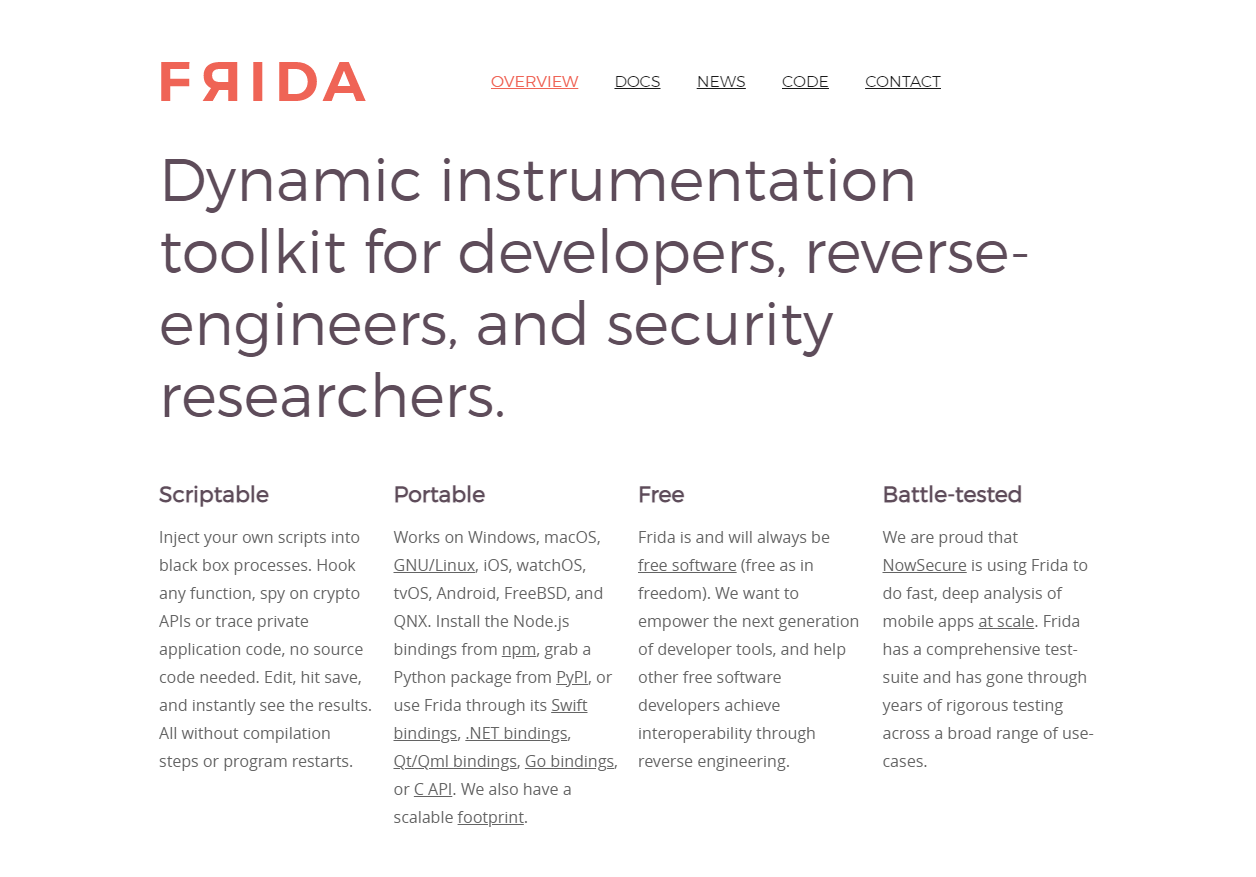 FRIDA
OVERVIEW DOCS NEWS CODE CONTACT
Dynamic instrumentation
toolkit for developers, reverse-
engineers, and security
researchers.
Scriptable
Inject your own scripts into
black box processes. Hook
any function, spy on crypto
APIs or trace private
application code, no source
code needed. Edit, hit save,
and instantly see the results.
All without compilation
steps or program restarts.
Portable
Works on Windows, macOS,
GNU/Linux, iOS, watchOS,
tvOS, Android, FreeBSD, and
QNX. Install the Node.js
bindings from npm, grab a
Python package from PyPI, or
use Frida through its Swift
bindings, .NET bindings,
Qt/Qml bindings, Go bindings,
or C API. We also have a
scalable footprint.
Free
Frida is and will always be
free software (free as in
freedom). We want to
empower the next generation
of developer tools, and help
other free software
developers achieve
interoperability through
reverse engineering.
Battle-tested
We are proud that
NowSecure is using Frida to
do fast, deep analysis of
mobile apps at scale. Frida
has a comprehensive test-
suite and has gone through
years of rigorous testing
across a broad range of use-
cases.